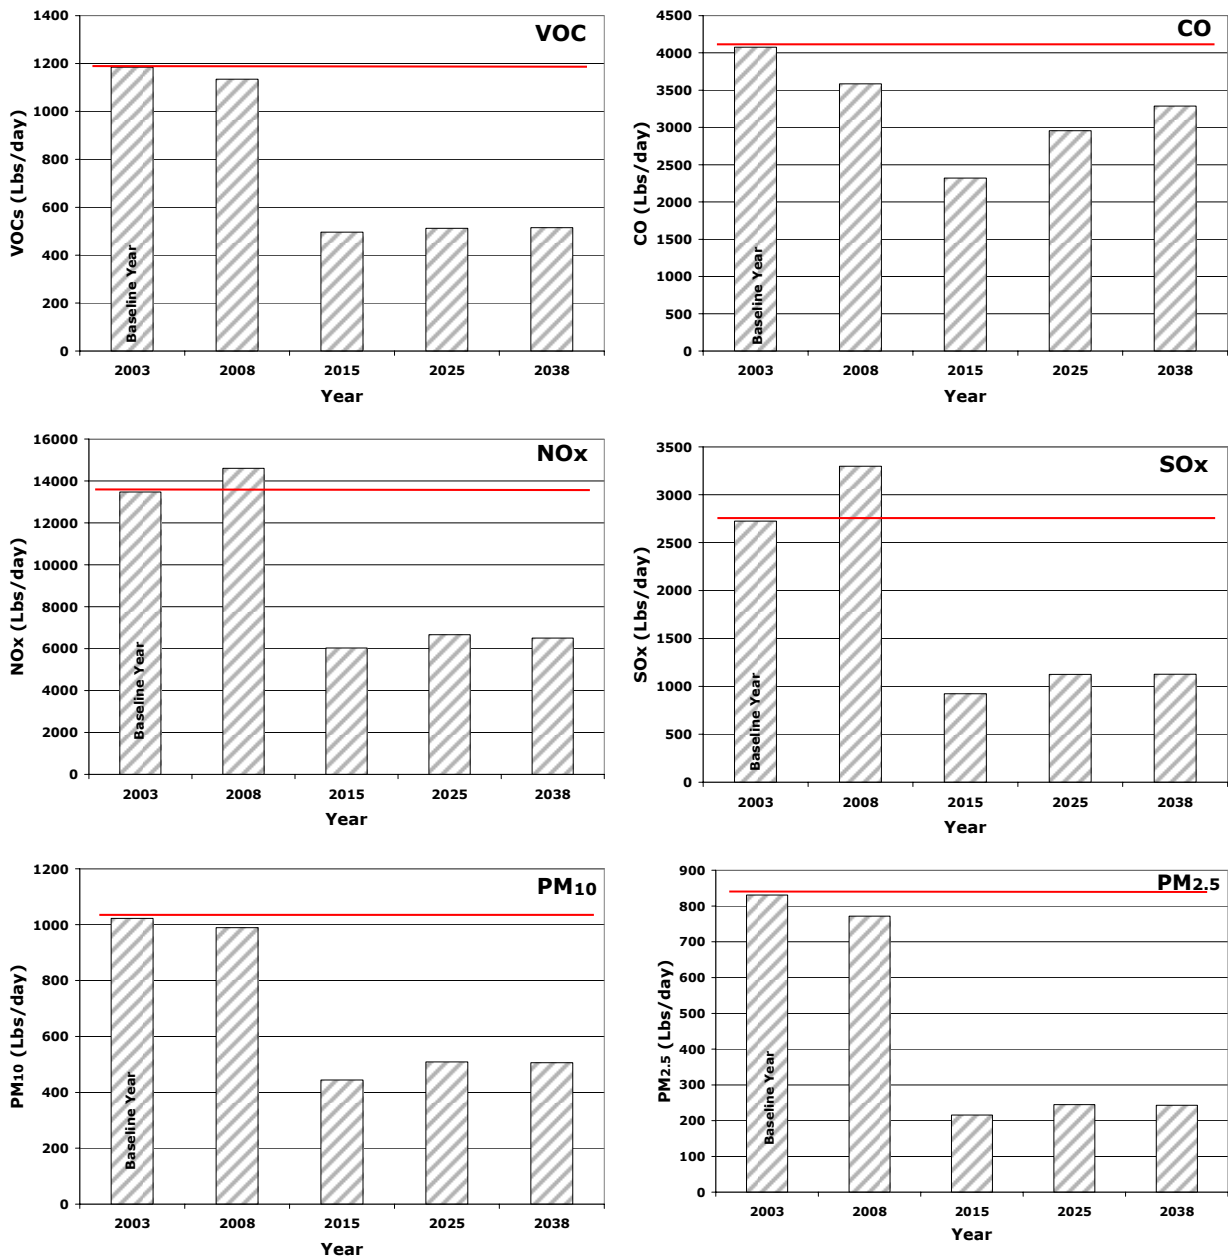 VOC
VOCs (Lbs/day)
1400
1200
1000
800
600
400
200
0
Baseline Year
2003 2008 2015 2025 2038
Year
CO
CO (Lbs/day)
4500
4000
3500
3000
2500
2000
1500
1000
500
0
Baseline Year
2003 2008 2015 2025 2038
Year
NOx
NOx (Lbs/day)
16000
14000
12000
10000
8000
6000
4000
2000
0
Baseline Year
2003 2008 2015 2025 2038
Year
SOx
SOx (Lbs/day)
3500
3000
2500
2000
1500
1000
500
0
Baseline Year
2003 2008 2015 2025 2038
Year
PM10
PM10 (Lbs/day)
1200
1000
800
600
400
200
0
Baseline Year
2003 2008 2015 2025 2038
Year
PM2.5
PM2.5 (Lbs/day)
900
800
700
600
500
400
300
200
100
0
Baseline Year
2003 2008 2015 2025 2038
Year